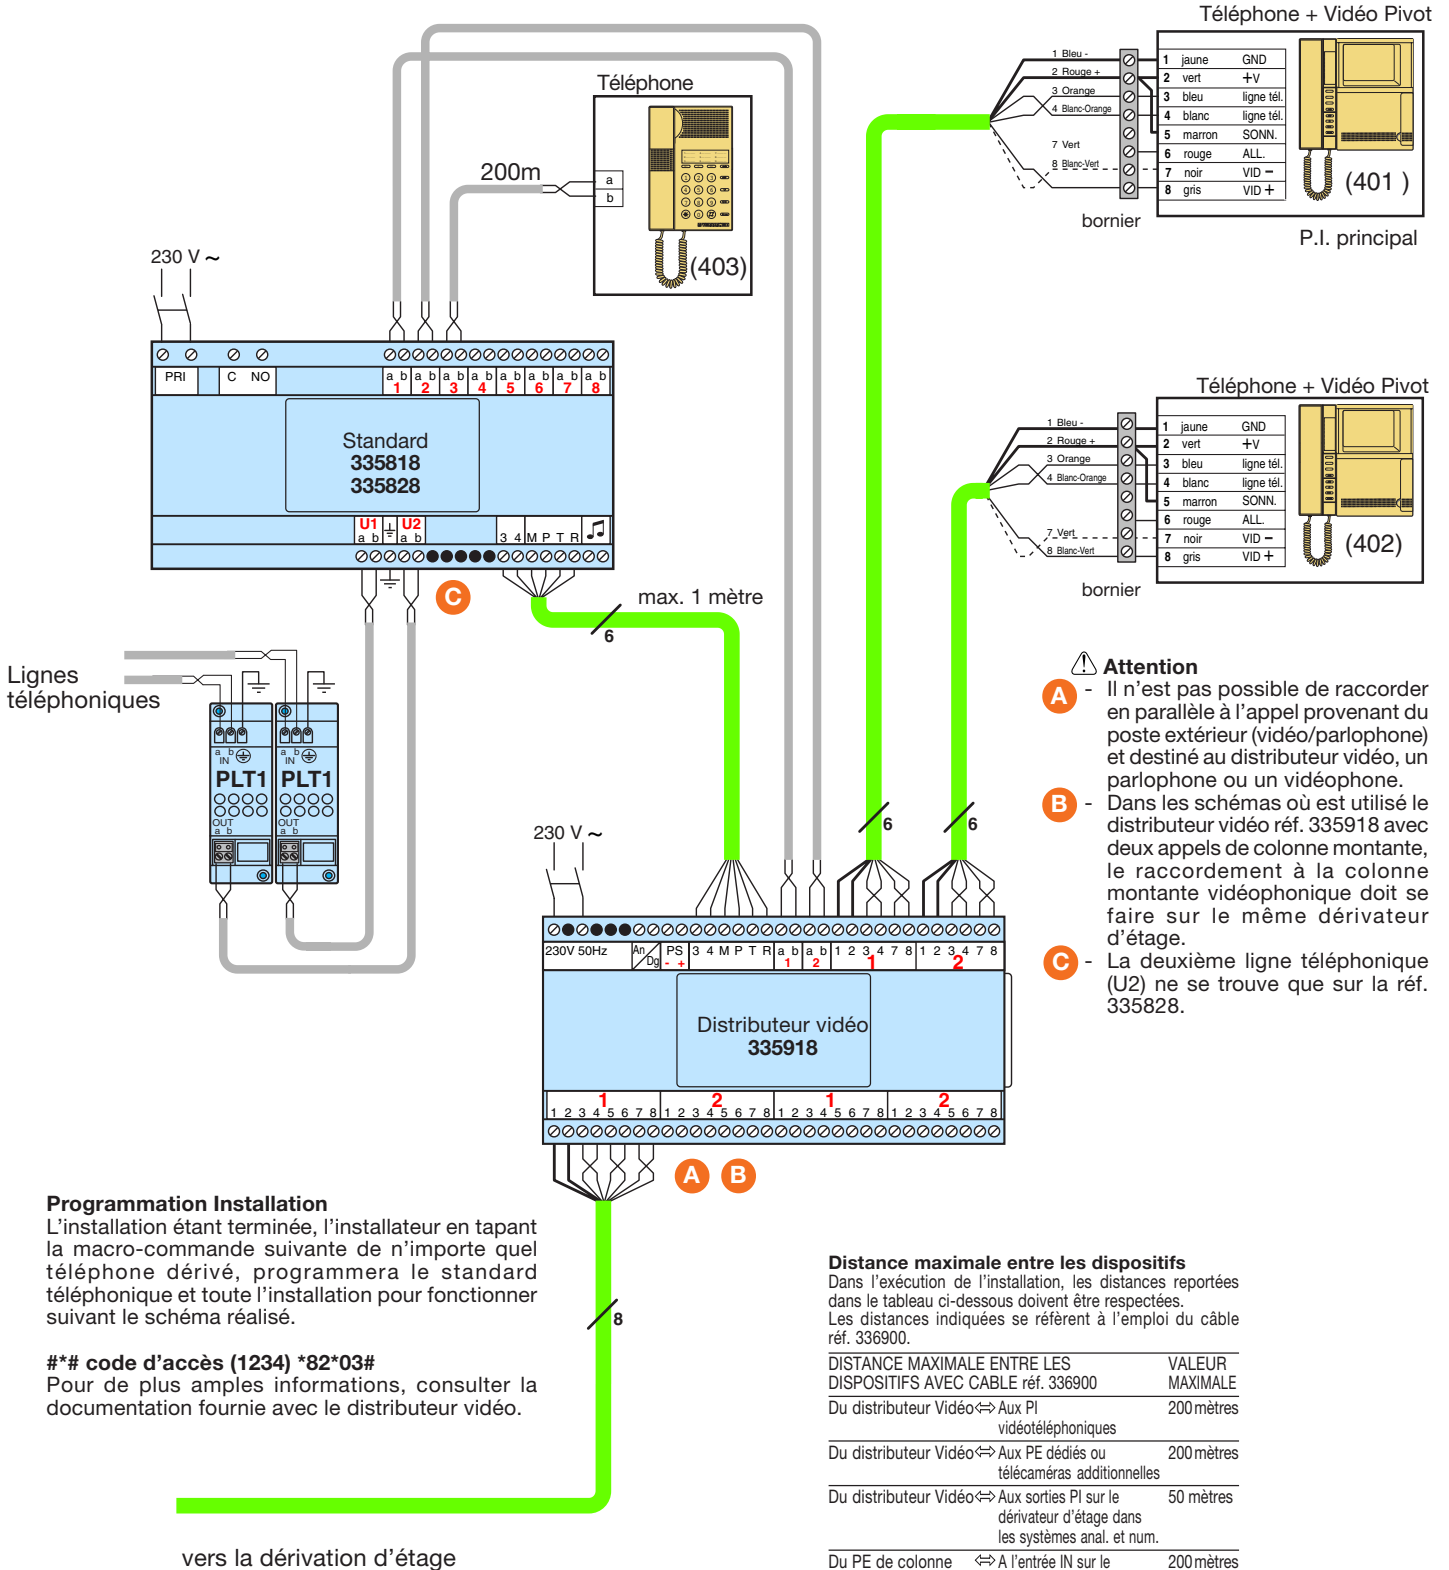 Téléphone + Vidéo Pivot
1 Bleu -
2 Rouge +
3 Orange
4 Blanc-Orange
7 Vert
8 Blanc-Vert
1 jaune GND
2 vert +V
3 bleu ligne tél.
4 blanc ligne tél.
5 marron SONN.
6 rouge ALL.
7 noir VID −
8 gris VID +
(401 )
bornier
P.I. principal
Téléphone
200m
a
b
(403)
230 V ~
PRI C NO a b a b a b a b a b a b a b a b
1 2 3 4 5 6 7 8
Standard
335818
335828
U1 U2
a b a b 3 4 M P T R
C
max. 1 mètre
6
Téléphone + Vidéo Pivot
1 Bleu -
2 Rouge +
3 Orange
4 Blanc-Orange
7 Vert
8 Blanc-Vert
1 jaune GND
2 vert +V
3 bleu ligne tél.
4 blanc ligne tél.
5 marron SONN.
6 rouge ALL.
7 noir VID −
8 gris VID +
(402)
bornier
Lignes
téléphoniques
a b
IN
PLT1
OUT
a b
a b
IN
PLT1
OUT
a b
6
6
230 V ~
230V 50Hz An/Dg PS 3 4 M P T R a b a b 1 2 3 4 7 8 1 2 3 4 7 8
- + 1 2 1 2
Distributeur vidéo
335918
1 2 1 2
1 2 3 4 5 6 7 8 1 2 3 4 5 6 7 8 1 2 3 4 5 6 7 8 1 2 3 4 5 6 7 8
A B
8
Attention
A - Il n’est pas possible de raccorder
en parallèle à l’appel provenant du
poste extérieur (vidéo/parlophone)
et destiné au distributeur vidéo, un
parlophone ou un vidéophone.
B - Dans les schémas où est utilisé le
distributeur vidéo réf. 335918 avec
deux appels de colonne montante,
le raccordement à la colonne
montante vidéophonique doit se
faire sur le même dérivateur
d’étage.
C - La deuxième ligne téléphonique
(U2) ne se trouve que sur la réf.
335828.
Programmation Installation
L’installation étant terminée, l’installateur en tapant
la macro-commande suivante de n’importe quel
téléphone dérivé, programmera le standard
téléphonique et toute l’installation pour fonctionner
suivant le schéma réalisé.
#*# code d’accès (1234) *82*03#
Pour de plus amples informations, consulter la
documentation fournie avec le distributeur vidéo.
vers la dérivation d’étage
Distance maximale entre les dispositifs
Dans l’exécution de l’installation, les distances reportées
dans le tableau ci-dessous doivent être respectées.
Les distances indiquées se réfèrent à l’emploi du câble
réf. 336900.
DISTANCE MAXIMALE ENTRE LES VALEUR
DISPOSITIFS AVEC CABLE réf. 336900 MAXIMALE
Du distributeur Vidéo ⇔ Aux PI 200 mètres
vidéotéléphoniques
Du distributeur Vidéo ⇔ Aux PE dédiés ou 200 mètres
télécaméras additionnelles
Du distributeur Vidéo ⇔ Aux sorties PI sur le 50 mètres
dérivateur d’étage dans
les systèmes anal. et num.
Du PE de colonne ⇔ A l’entrée IN sur le 200 mètres